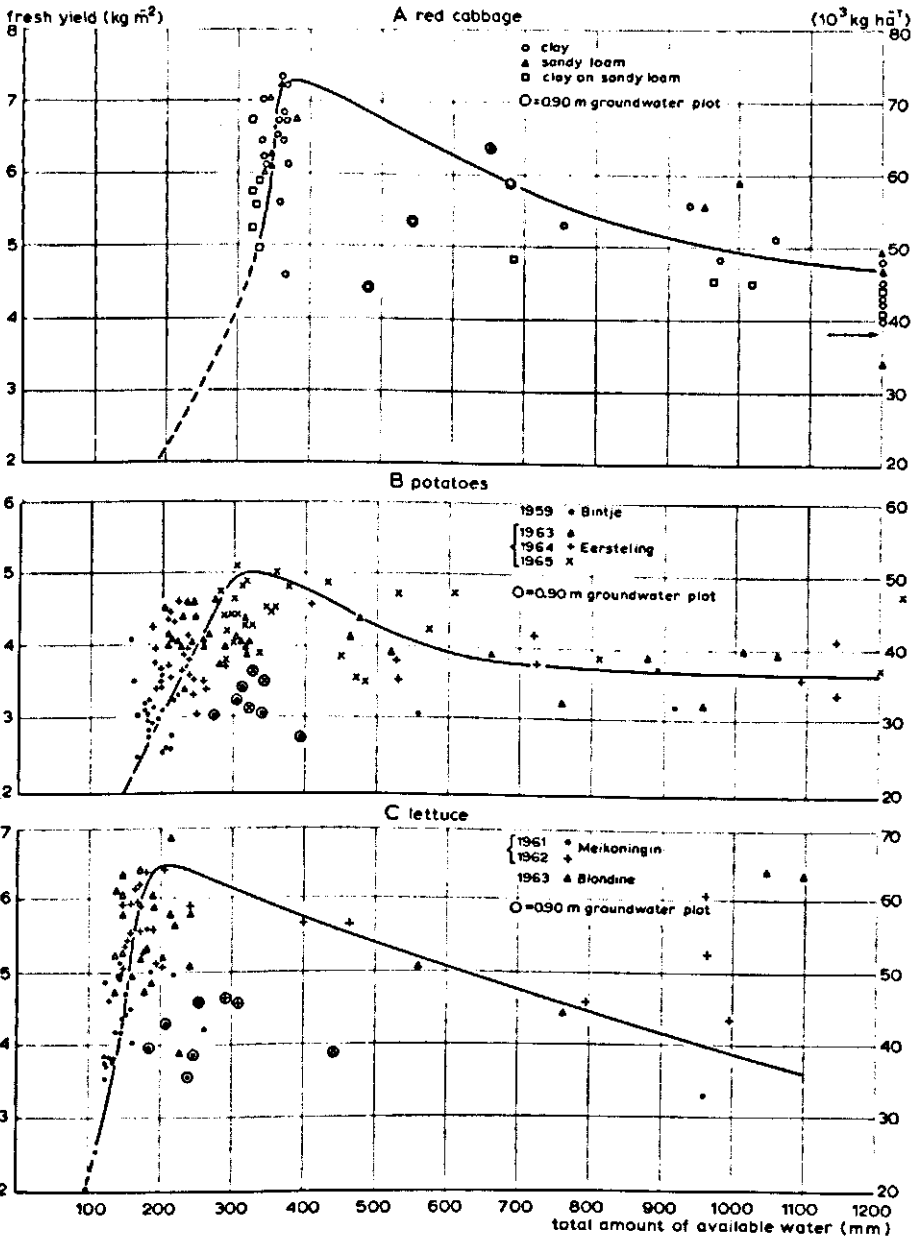 fresh yield (kg m̄²)
A red cabbage
(10³ kg hā¹)
o clay
▲ sandy loam
□ clay on sandy loam
O=0.90 m groundwater plot
8
7
6
5
4
3
2
80
70
60
50
40
30
20
B potatoes
1959 • Bintje
1963 ▲
1964 + Eersteling
1965 x
O=0.90 m groundwater plot
6
5
4
3
2
60
50
40
30
20
C lettuce
1961 • Meikoningin
1962 +
1963 ▲ Blondine
O=0.90 m groundwater plot
7
6
5
4
3
2
70
60
50
40
30
20
100 200 300 400 500 600 700 800 900 1000 1100 1200
total amount of available water (mm)